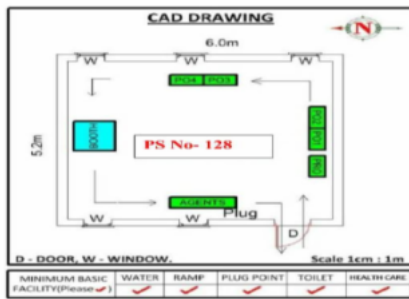 CAD DRAWING
6.0m
N
W W W
PO4 PO3
5.2m
BOOTH
PS No- 128
PO2
PO1
PRO
AGENTS
Plug
W W
D
D - DOOR, W - WINDOW.
Scale 1cm : 1m
MINIMUM BASIC FACILITY(Please ✓) WATER RAMP PLUG POINT TOILET HEALTH CARE
✓ ✓ ✓ ✓ ✓